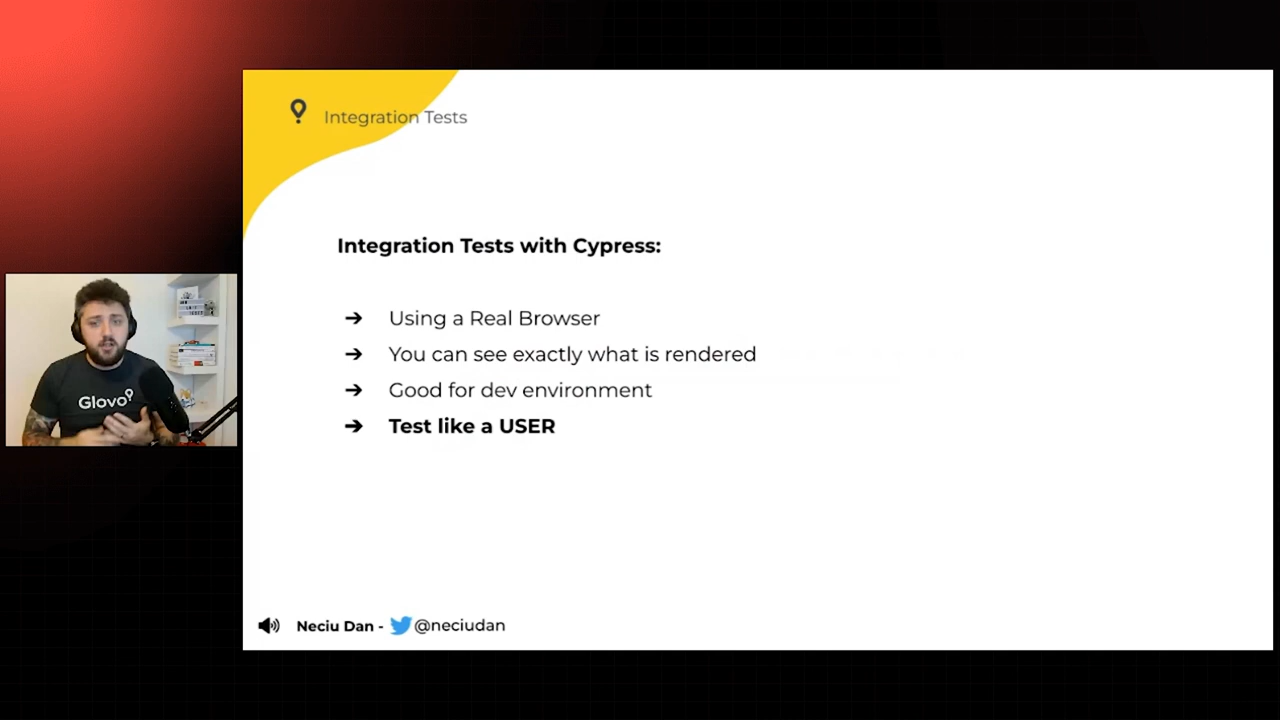 Integration Tests
Integration Tests with Cypress:
➔ Using a Real Browser
➔ You can see exactly what is rendered
➔ Good for dev environment
➔ Test like a USER
Glovo
Neciu Dan - @neciudan